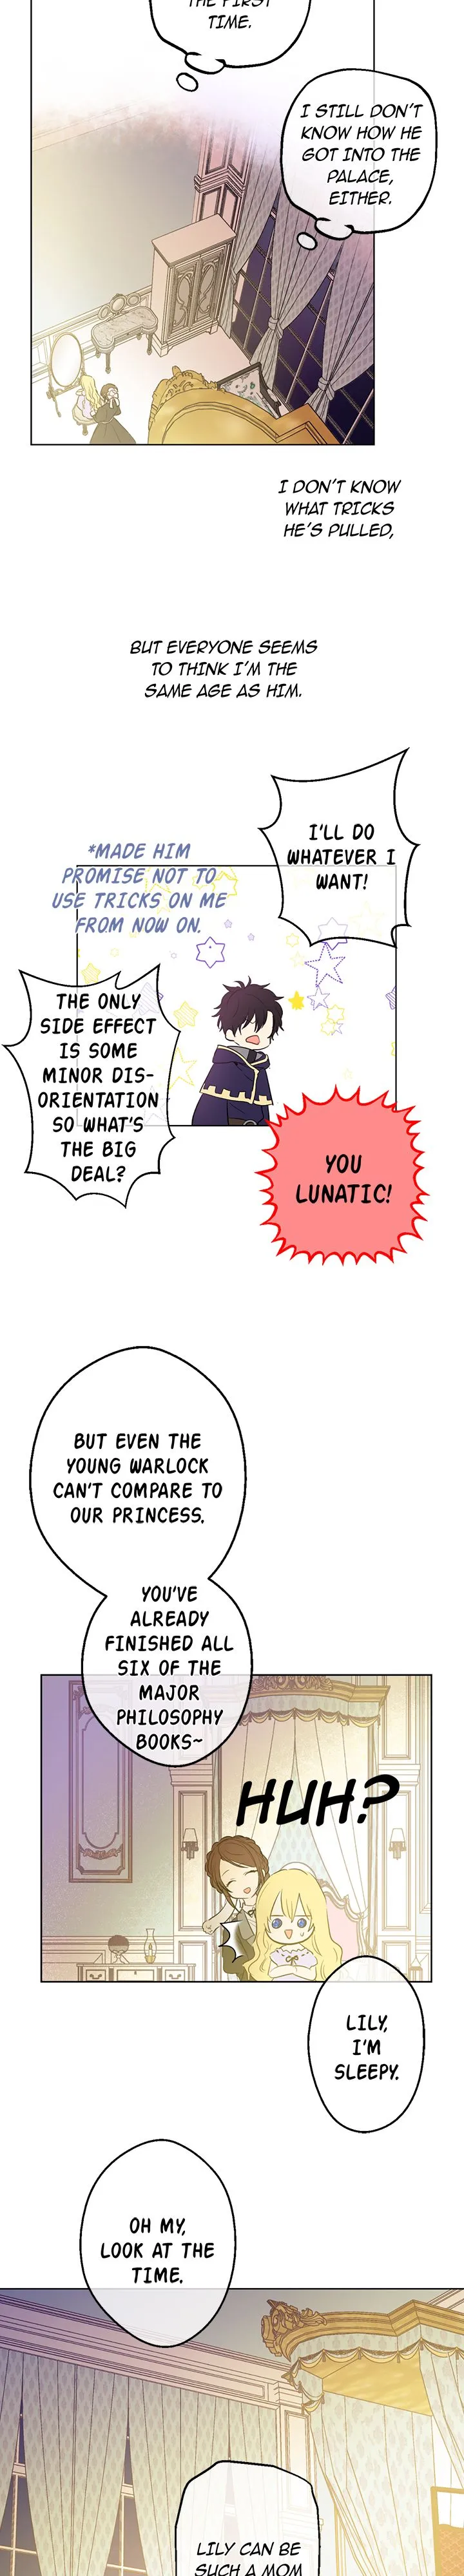 THE FIRST
TIME.
I STILL DON'T
KNOW HOW HE
GOT INTO THE
PALACE,
EITHER.
I DON'T KNOW
WHAT TRICKS
HE'S PULLED,
BUT EVERYONE SEEMS
TO THINK I'M THE
SAME AGE AS HIM.
I'LL DO
WHATEVER I
WANT!
*MADE HIM
PROMISE NOT TO
USE TRICKS ON ME
FROM NOW ON.
THE ONLY
SIDE EFFECT
IS SOME
MINOR DIS-
ORIENTATION
SO WHAT'S
THE BIG
DEAL?
YOU
LUNATIC!
BUT EVEN THE
YOUNG WARLOCK
CAN'T COMPARE TO
OUR PRINCESS.
YOU'VE
ALREADY
FINISHED ALL
SIX OF THE
MAJOR
PHILOSOPHY
BOOKS~
HUH?
LILY,
I'M
SLEEPY.
OH MY,
LOOK AT THE
TIME.
LILY CAN BE
SUCH A MOM